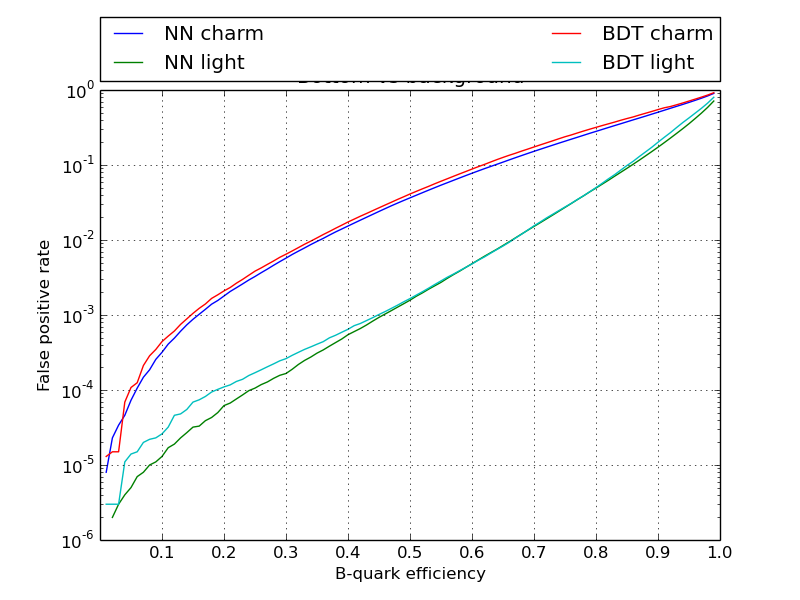 NN charm
BDT charm
NN light
BDT light
10^0
10^-1
10^-2
10^-3
10^-4
10^-5
10^-6
False positive rate
0.1 0.2 0.3 0.4 0.5 0.6 0.7 0.8 0.9 1.0
B-quark efficiency